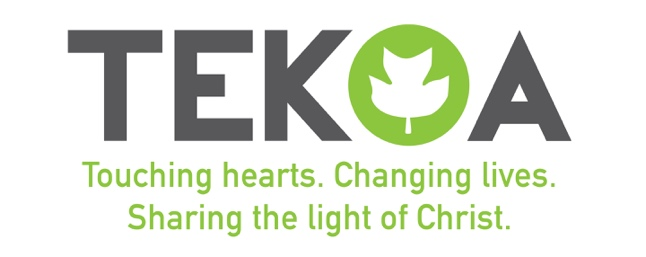 TEKOA
Touching hearts. Changing lives.
Sharing the light of Christ.